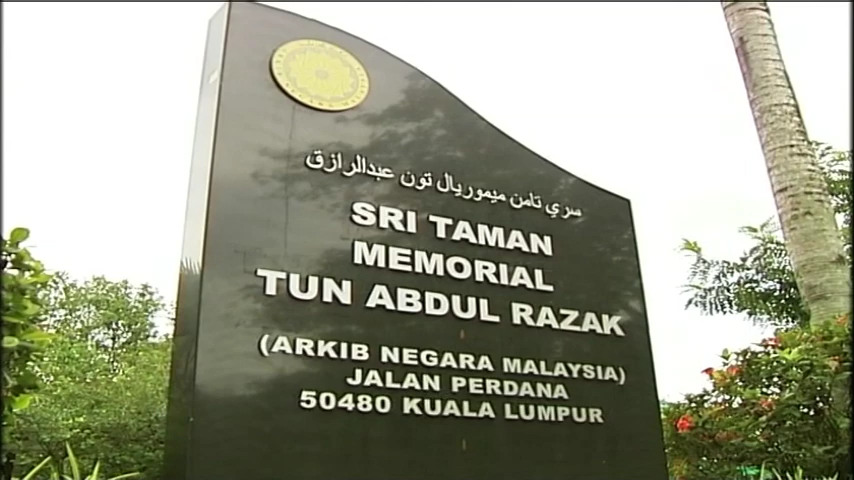 سري تامن ميموريال تون عبدالرازق
SRI TAMAN
MEMORIAL
TUN ABDUL RAZAK
(ARKIB NEGARA MALAYSIA)
JALAN PERDANA
50480 KUALA LUMPUR